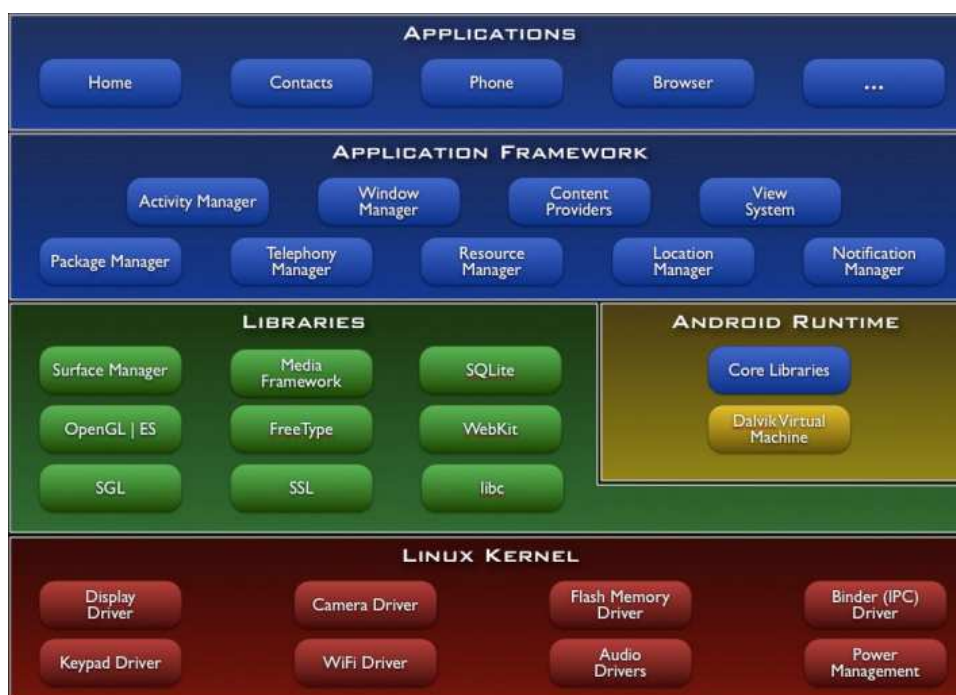 APPLICATIONS
Home
Contacts
Phone
Browser
...
APPLICATION FRAMEWORK
Activity Manager
Window
Manager
Content
Providers
View
System
Package Manager
Telephony
Manager
Resource
Manager
Location
Manager
Notification
Manager
LIBRARIES
Surface Manager
Media
Framework
SQLite
OpenGL | ES
FreeType
WebKit
SGL
SSL
libc
ANDROID RUNTIME
Core Libraries
Dalvik Virtual
Machine
LINUX KERNEL
Display
Driver
Camera Driver
Flash Memory
Driver
Binder (IPC)
Driver
Keypad Driver
WiFi Driver
Audio
Drivers
Power
Management